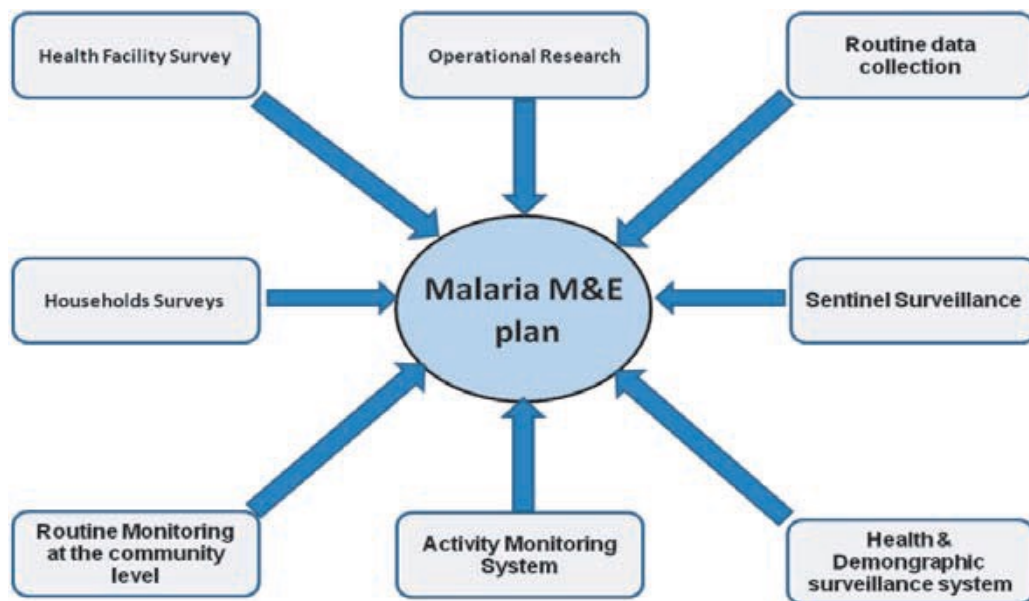 Health Facility Survey
Operational Research
Routine data
collection
Households Surveys
Malaria M&E
plan
Sentinel Surveillance
Routine Monitoring
at the community
level
Activity Monitoring
System
Health &
Demongraphic
surveillance system